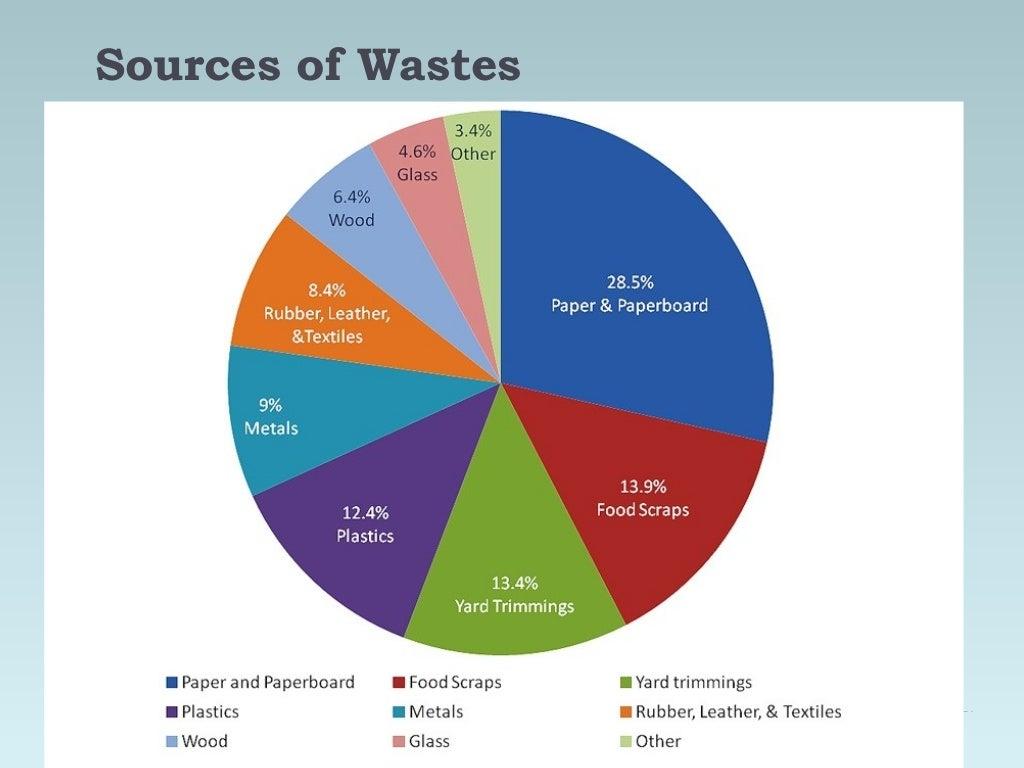 Sources of Wastes
3.4%
Other
4.6%
Glass
6.4%
Wood
28.5%
Paper & Paperboard
8.4%
Rubber, Leather,
&Textiles
9%
Metals
13.9%
Food Scraps
12.4%
Plastics
13.4%
Yard Trimmings
Paper and Paperboard
Food Scraps
Yard trimmings
Plastics
Metals
Rubber, Leather, & Textiles
Wood
Glass
Other